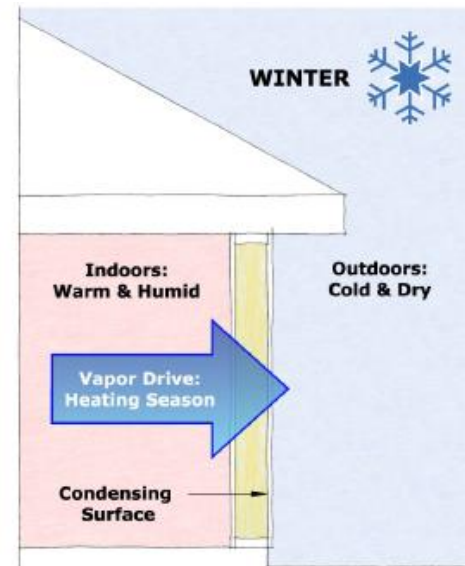 WINTER
Indoors:
Warm & Humid
Outdoors:
Cold & Dry
Vapor Drive:
Heating Season
Condensing
Surface